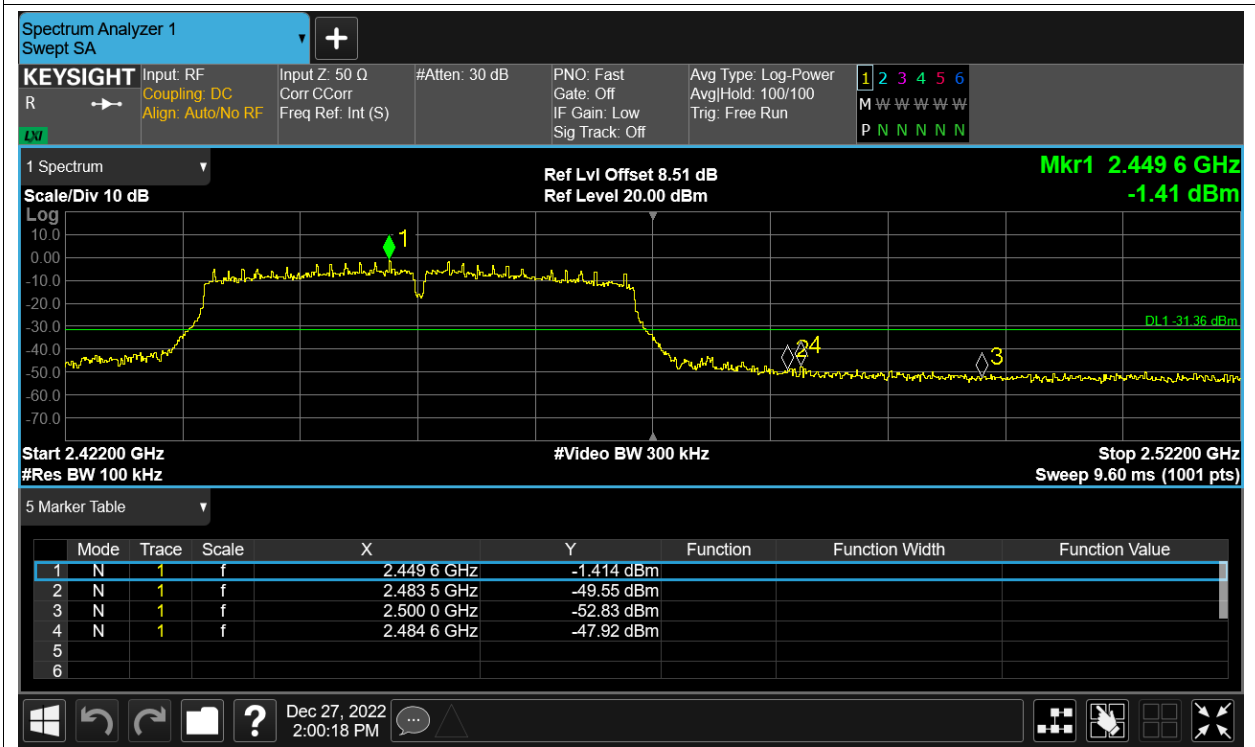 Spectrum Analyzer 1
Swept SA
KEYSIGHT
R
LXI
Input: RF
Coupling: DC
Align: Auto/No RF
Input Z: 50 Ω
Corr CCorr
Freq Ref: Int (S)
#Atten: 30 dB
PNO: Fast
Gate: Off
IF Gain: Low
Sig Track: Off
Avg Type: Log-Power
Avg|Hold: 100/100
Trig: Free Run
1 2 3 4 5 6
M W W W W W
P N N N N N
1 Spectrum
Scale/Div 10 dB
Ref Lvl Offset 8.51 dB
Ref Level 20.00 dBm
Mkr1 2.449 6 GHz
-1.41 dBm
Log
10.0
0.00
-10.0
-20.0
-30.0
-40.0
-50.0
-60.0
-70.0
1
DL1 -31.36 dBm
2 4
3
Start 2.42200 GHz
#Video BW 300 kHz
Stop 2.52200 GHz
#Res BW 100 kHz
Sweep 9.60 ms (1001 pts)
5 Marker Table
Mode Trace Scale X Y Function Function Width Function Value
1 N 1 f 2.449 6 GHz -1.414 dBm
2 N 1 f 2.483 5 GHz -49.55 dBm
3 N 1 f 2.500 0 GHz -52.83 dBm
4 N 1 f 2.484 6 GHz -47.92 dBm
5
6
? Dec 27, 2022
2:00:18 PM